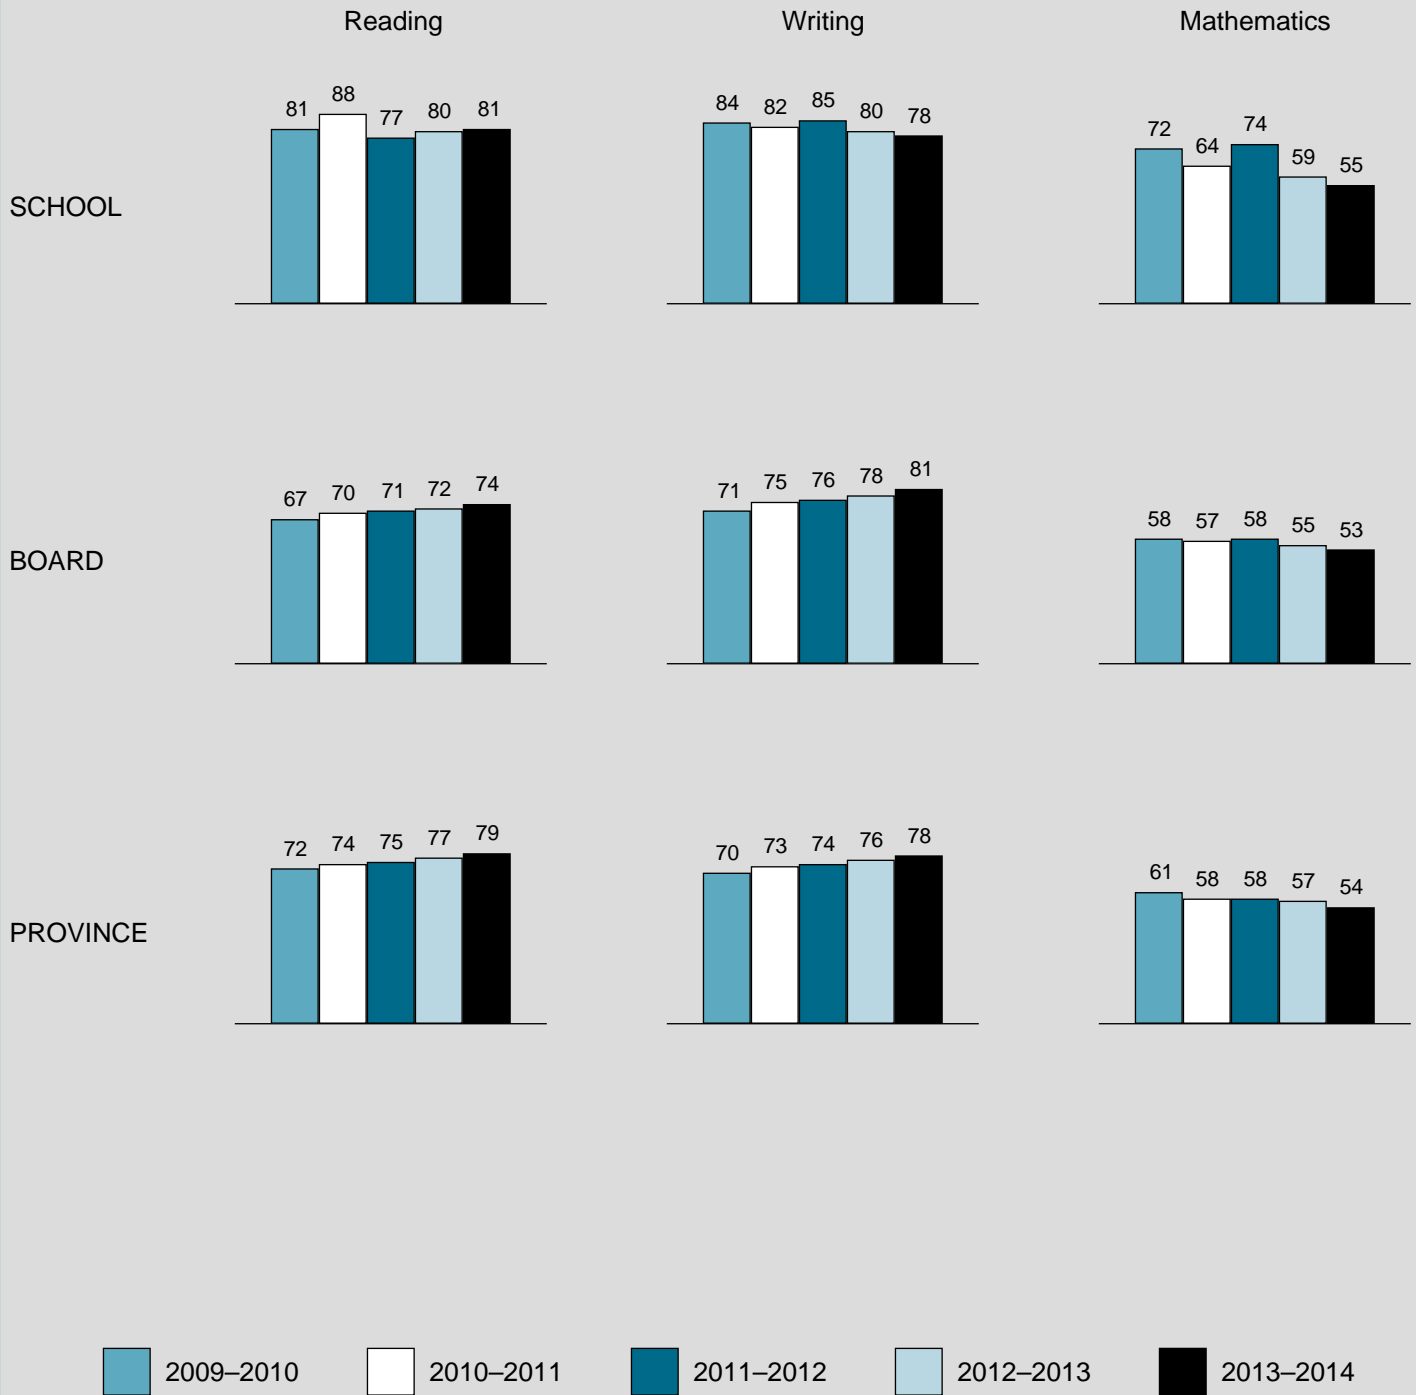 Reading Writing Mathematics
SCHOOL
81 88 77 80 81
84 82 85 80 78
72 64 74 59 55
BOARD
67 70 71 72 74
71 75 76 78 81
58 57 58 55 53
PROVINCE
72 74 75 77 79
70 73 74 76 78
61 58 58 57 54
2009–2010 2010–2011 2011–2012 2012–2013 2013–2014